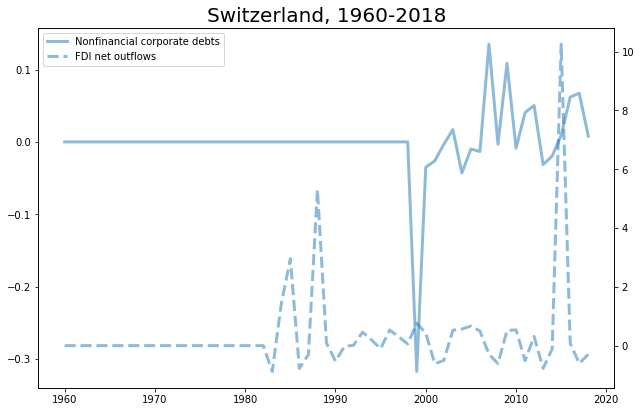 Switzerland, 1960-2018
Nonfinancial corporate debts
FDI net outflows
0.1
0.0
−0.1
−0.2
−0.3
10
8
6
4
2
0
1960 1970 1980 1990 2000 2010 2020